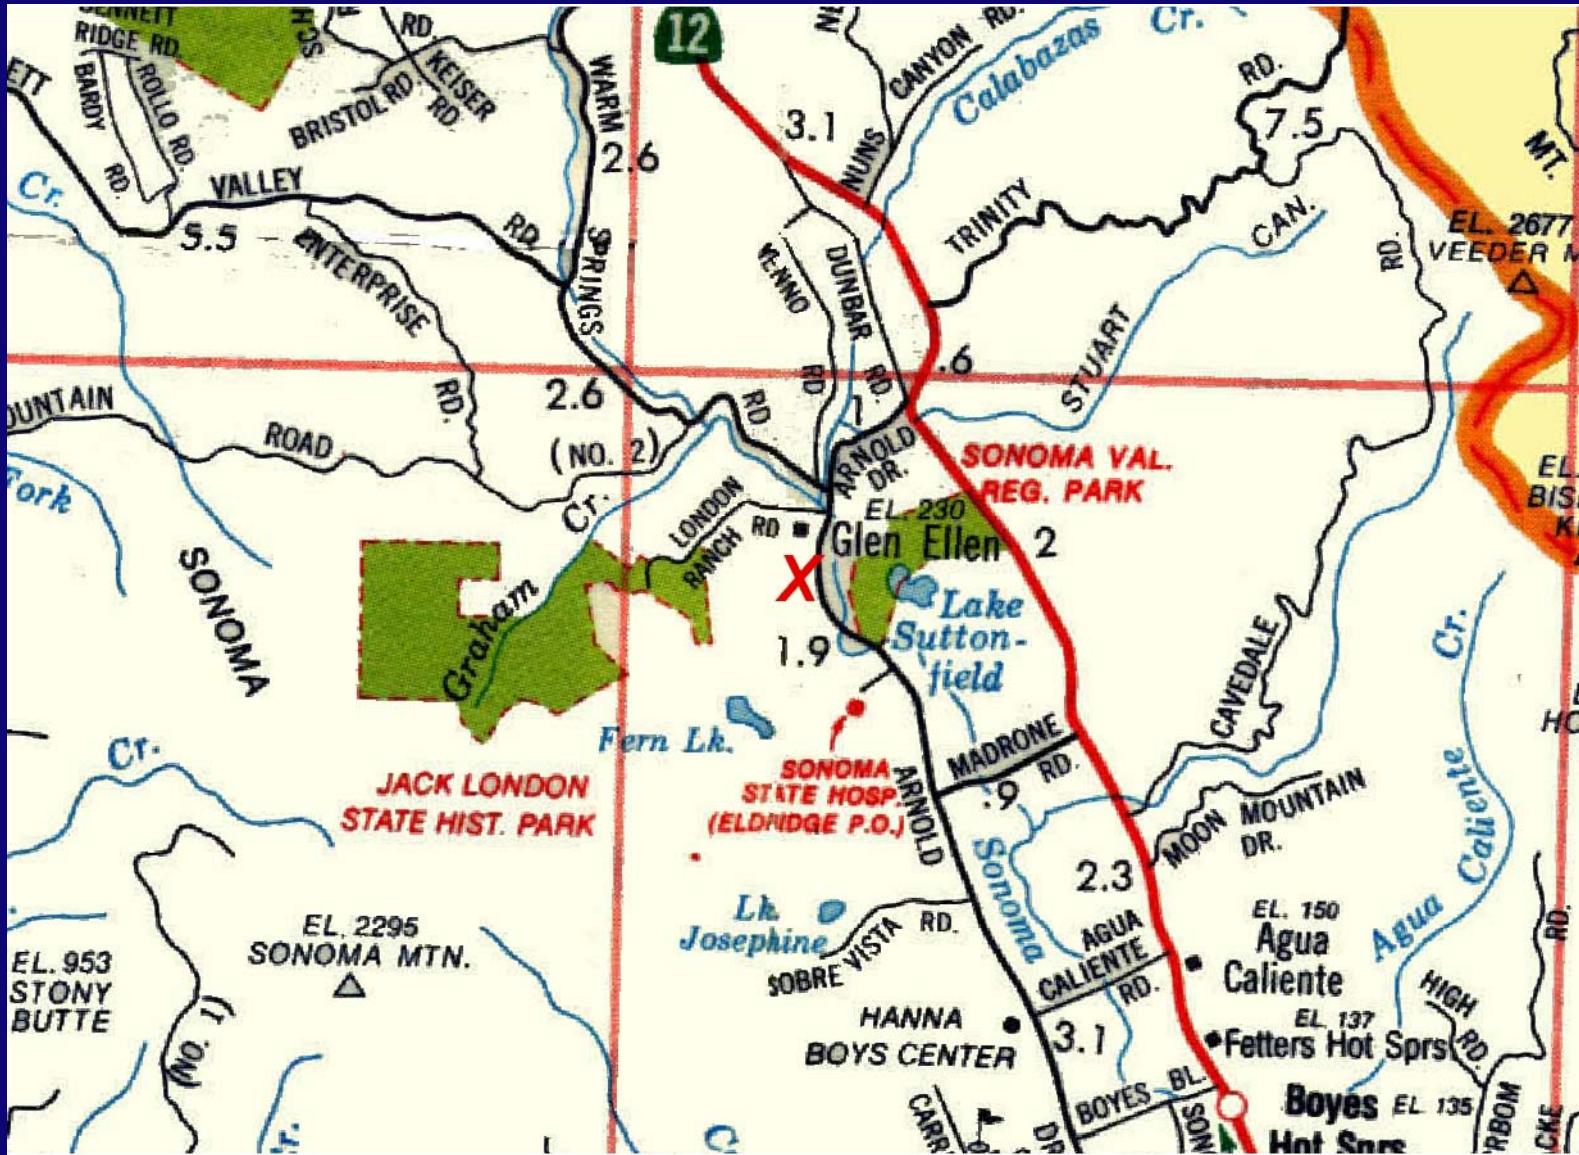 RIDGE RD.
BARDY
RD.
ROLLO RD.
BRISTOL RD.
RD.
KEISER
RD.
WARM
SPRINGS
RD
2.6
12
3.1
NUNS
CANYON RD.
Calabazas
Cr.
RD.
7.5
MT.
Cr.
VALLEY
RD.
5.5
ENTERPRISE
RD.
DUNBAR
RD.
RD
TRINITY
STUART
CAN.
RD.
EL. 2677
VEEDER
.6
ROAD
2.6
(NO. 2)
1
ARNOLD
DR.
SONOMA VAL.
REG. PARK
Cr.
LONDON
RANCH
RD
EL. 230
Glen Ellen
2
X
SONOMA
Graham
1.9
Lake
Sutton-
field
Fern Lk.
CAVEDALE
Cr.
Cr.
JACK LONDON
STATE HIST. PARK
SONOMA
STATE HOSP.
(ELDRIDGE P.O.)
ARNOLD
MADRONE
RD.
.9
MOON MOUNTAIN
DR.
Agua Caliente
2.3
Sonoma
Lk.
Josephine
SOBRE VISTA
RD.
AGUA
CALIENTE
RD.
EL. 150
Agua
Caliente
EL. 2295
SONOMA MTN.
EL. 953
STONY
BUTTE
(NO. 1)
HANNA
BOYS CENTER
3.1
EL. 137
Fetters Hot Sprs
HIGH
RD.
RD.
BOYES BL.
Boyes
Hot Sprs
EL 135